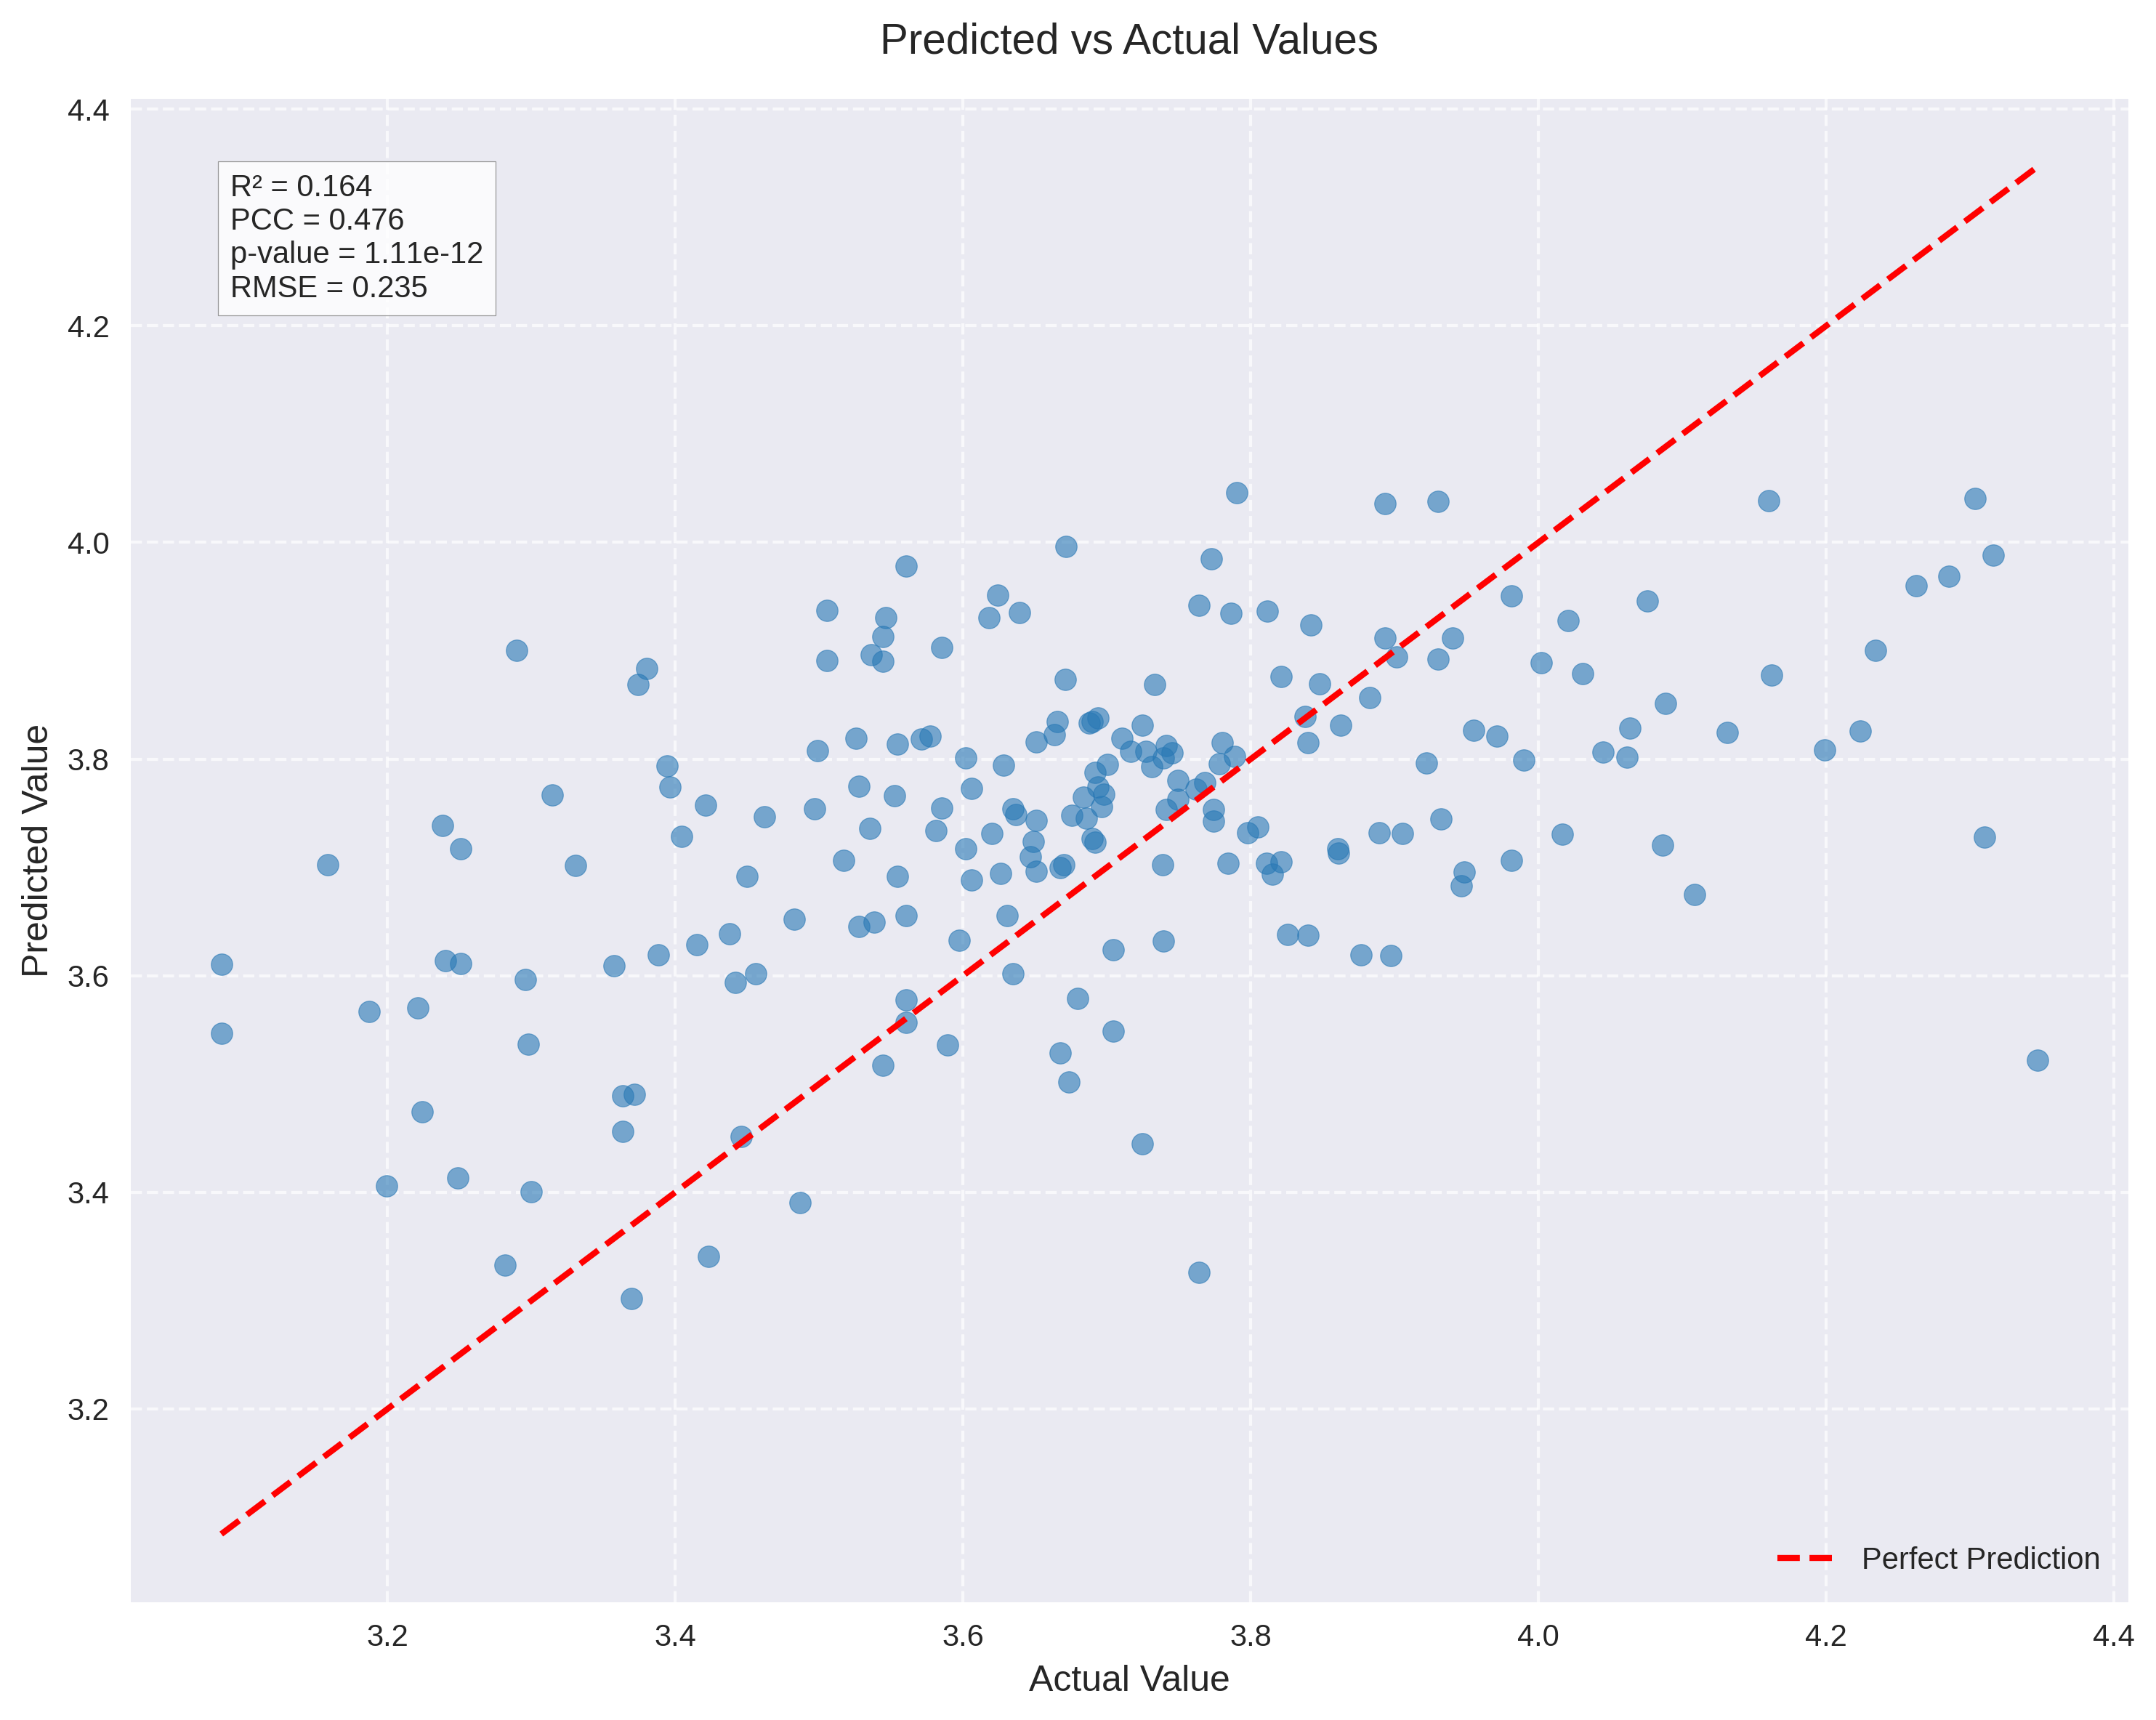 Predicted vs Actual Values
4.4
4.2
4.0
3.8
3.6
3.4
3.2
R² = 0.164
PCC = 0.476
p-value = 1.11e-12
RMSE = 0.235
Predicted Value
Perfect Prediction
3.2 3.4 3.6 3.8 4.0 4.2 4.4
Actual Value